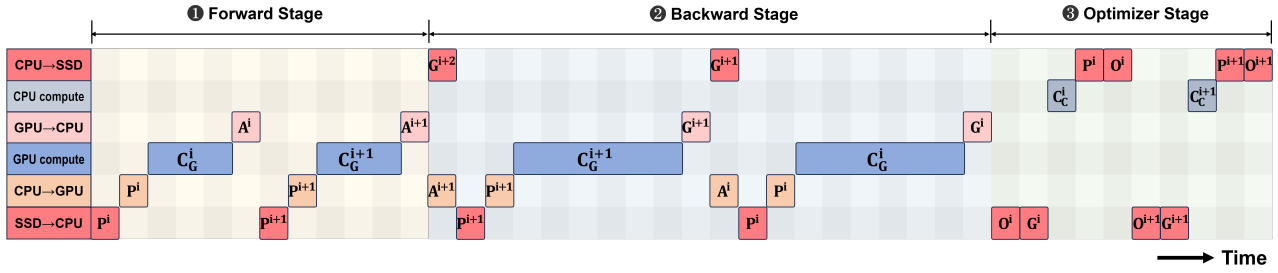 ❶ Forward Stage ❷ Backward Stage ❸ Optimizer Stage
CPU→SSD G^{i+2} G^{i+1} P^i O^i P^{i+1} O^{i+1}
CPU compute C_C^i C_C^{i+1}
GPU→CPU A^i A^{i+1} G^{i+1} G^i
GPU compute C_G^i C_G^{i+1} C_G^{i+1} C_G^i
CPU→GPU P^i P^{i+1} A^{i+1} P^{i+1} A^i P^i
SSD→CPU P^i P^{i+1} P^{i+1} P^i O^i G^i O^{i+1} G^{i+1}
Time